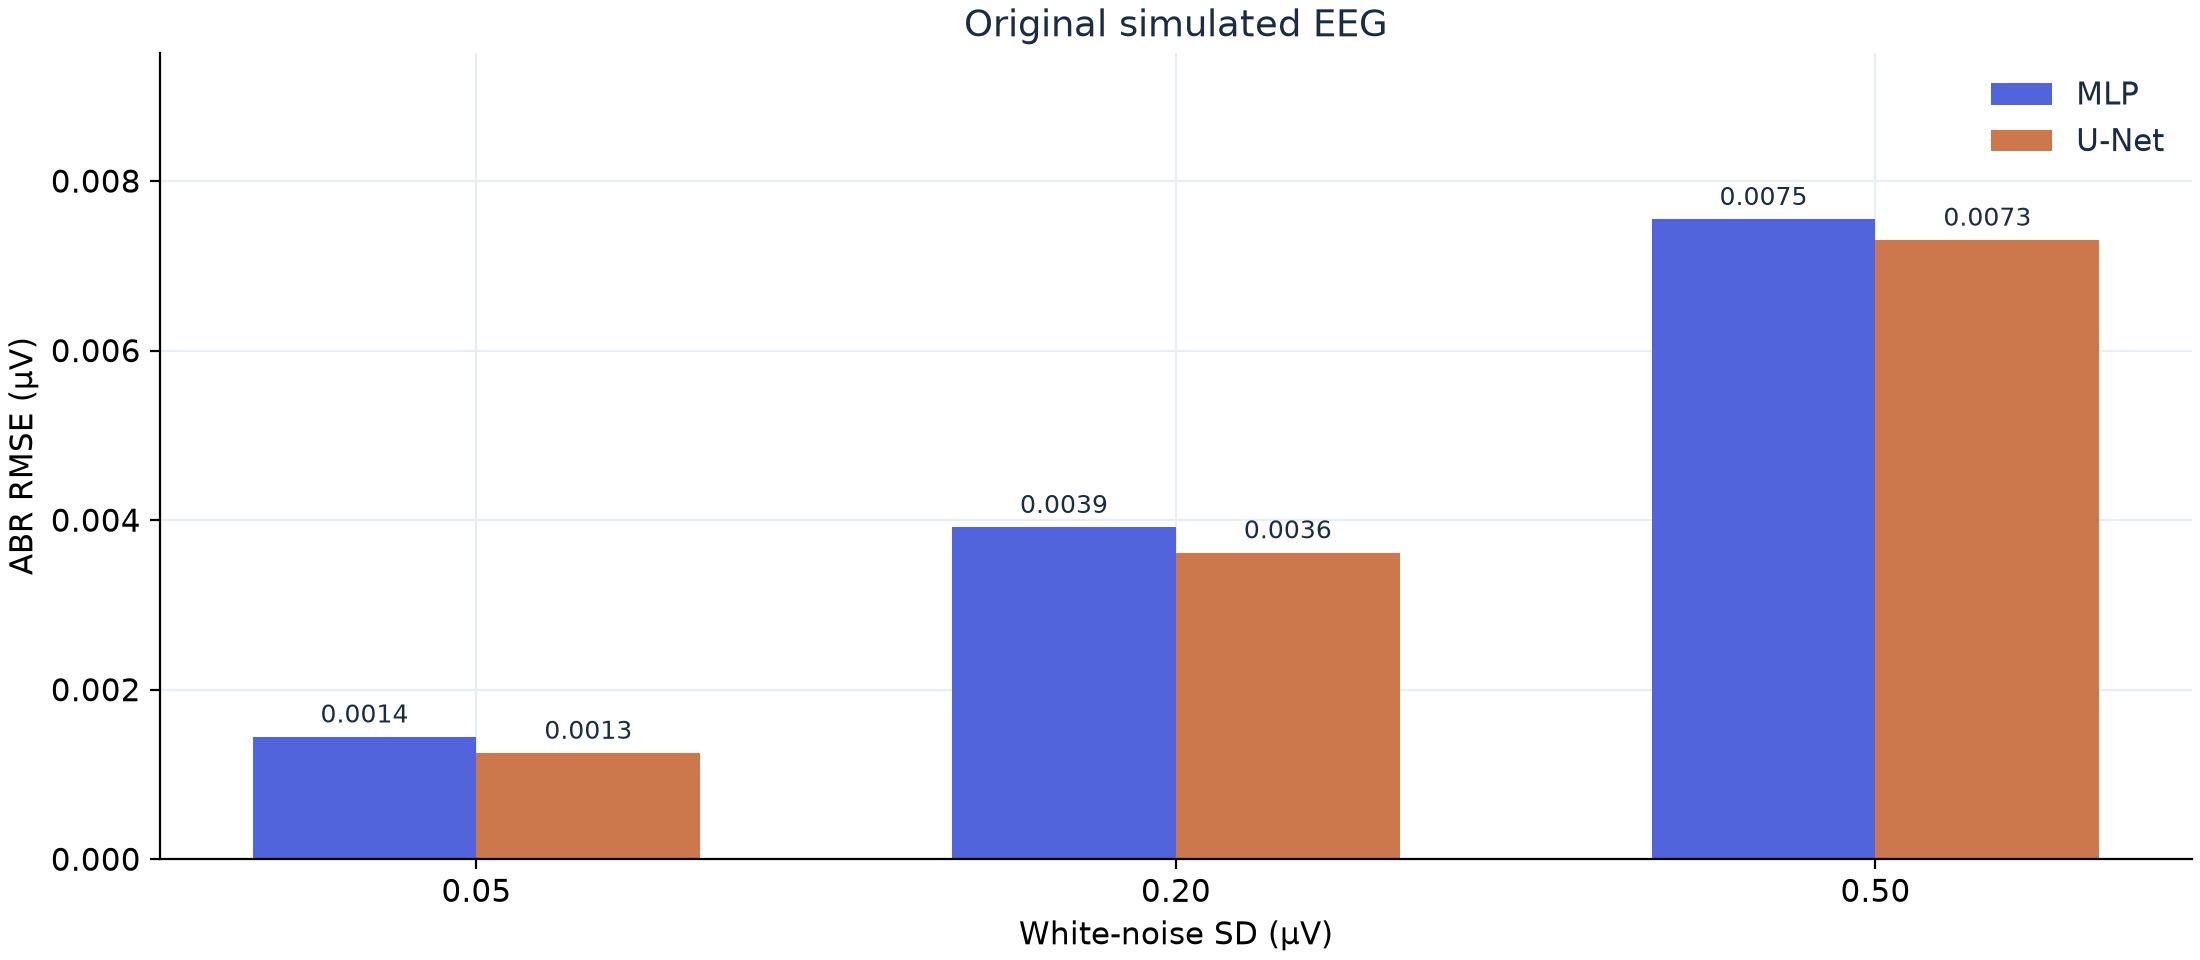 Original simulated EEG
MLP
U-Net
ABR RMSE (µV)
0.008
0.006
0.004
0.002
0.000
0.0014
0.0013
0.0039
0.0036
0.0075
0.0073
0.05
0.20
0.50
White-noise SD (µV)